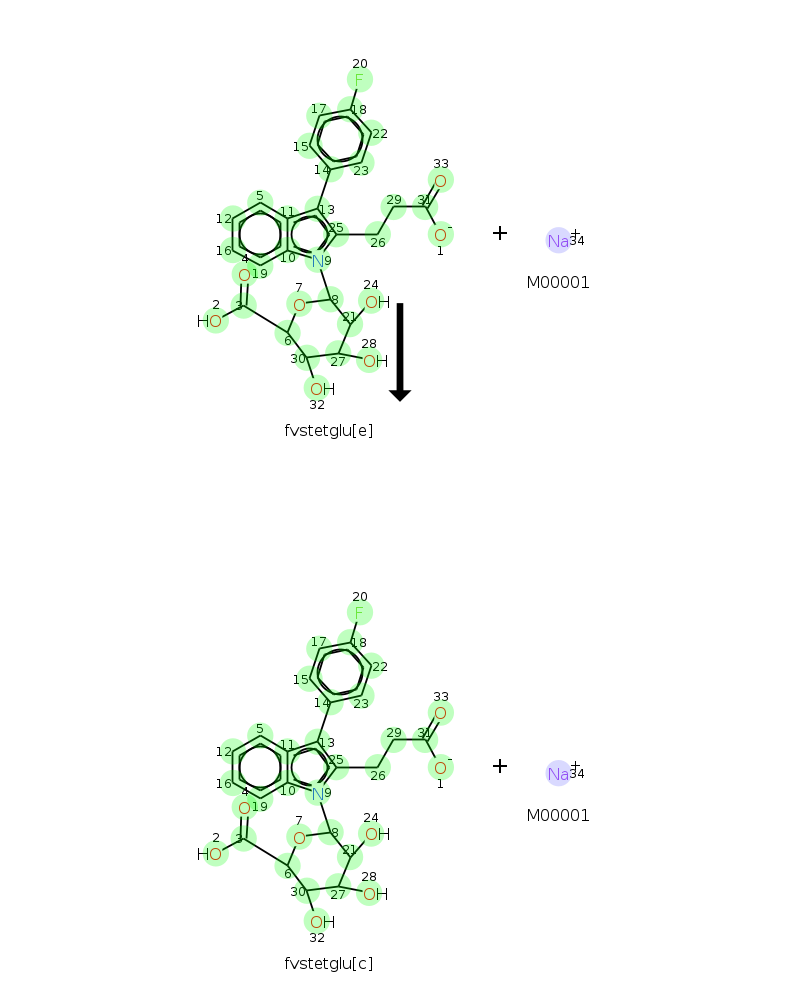 20
F
17 18
22
15
14 23
33
O
5 29 31
13
12 11
25
O-
26 1
+
Na+
34
16
10 N 9
4 19
O
M00001
24
7 8 OH
2 O
3
HO
21
6
28
30 27 OH
OH
32
fvstetglu[e]
20
F
17 18
22
15
14 23
33
O
5 29 31
13
12 11
25
O-
26 1
+
Na+
34
16
10 N 9
4 19
O
M00001
24
7 8 OH
2 O
3
HO
21
6
28
30 27 OH
OH
32
fvstetglu[c]